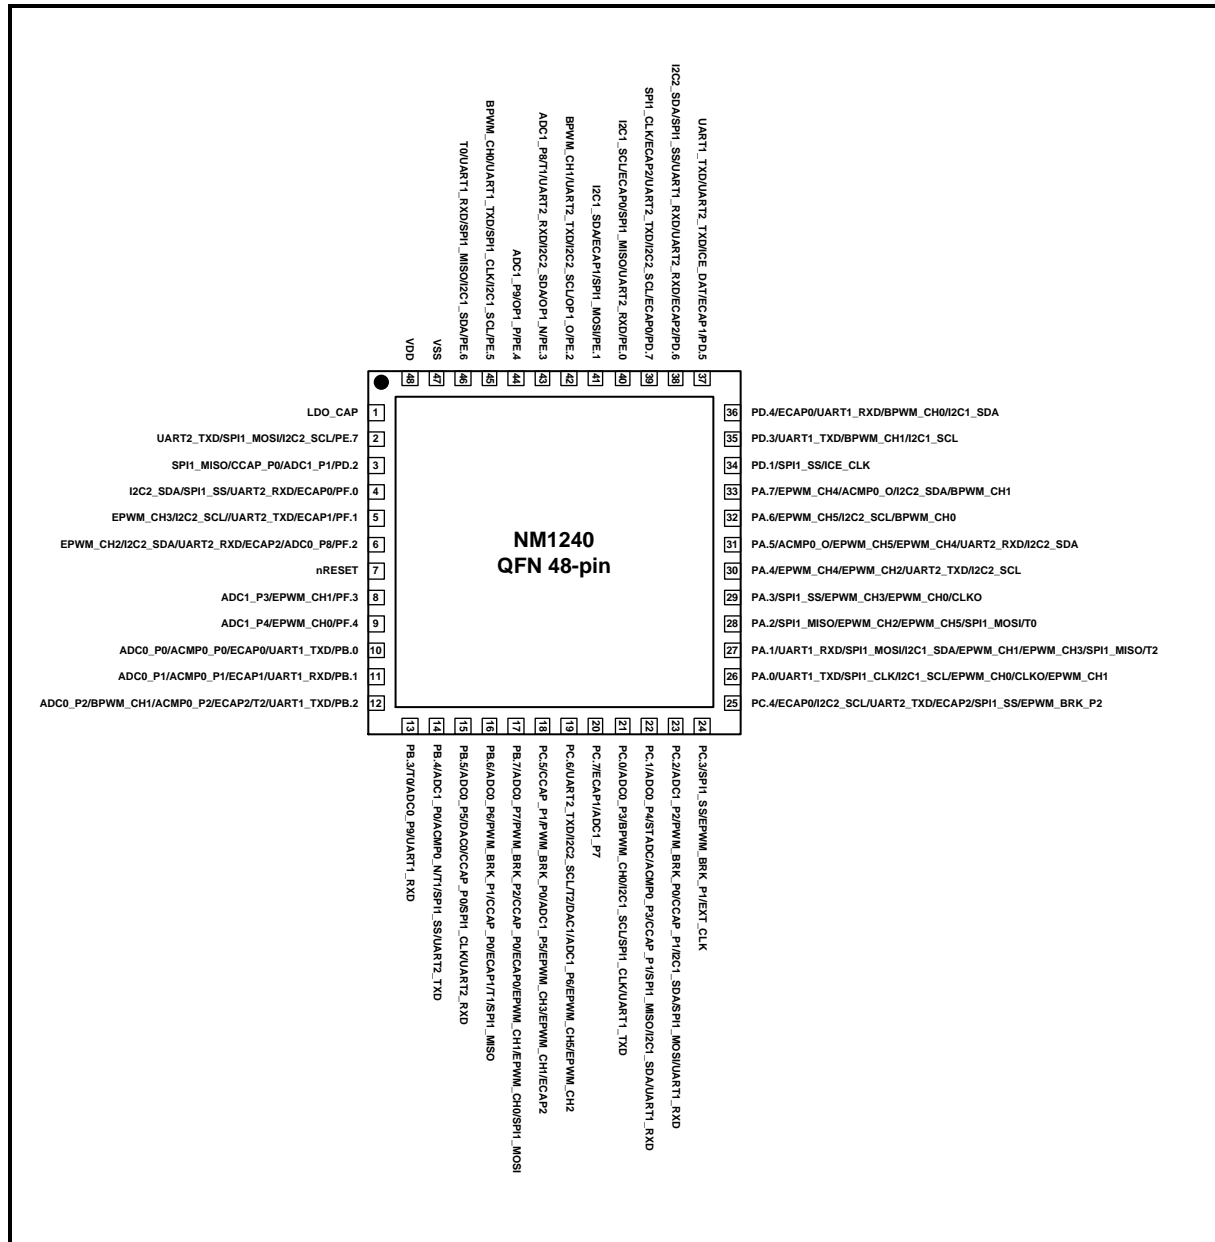 T0/UART1_RXD/SPI1_MISO/I2C1_SDA/PE.6
BPWM_CH0/UART1_TXD/SPI1_CLK/I2C1_SCL/PE.5
ADC1_P9/OP1_P/PE.4
ADC1_P8/T1/UART2_RXD/I2C2_SDA/OP1_N/PE.3
BPWM_CH1/UART2_TXD/I2C2_SCL/OP1_O/PE.2
I2C1_SDA/ECAP1/SPI1_MOSI/PE.1
I2C1_SCL/ECAP0/SPI1_MISO/UART2_RXD/PE.0
SPI1_CLK/ECAP2/UART2_TXD/I2C2_SCL/ECAP0/PD.7
I2C2_SDA/SPI1_SS/UART1_RXD/UART2_RXD/ECAP2/PD.6
UART1_TXD/UART2_TXD/ICE_DAT/ECAP1/PD.5
VDD
VSS
48
47
46
45
44
43
42
41
40
39
38
37
LDO_CAP 1
UART2_TXD/SPI1_MOSI/I2C2_SCL/PE.7 2
SPI1_MISO/CCAP_P0/ADC1_P1/PD.2 3
I2C2_SDA/SPI1_SS/UART2_RXD/ECAP0/PF.0 4
EPWM_CH3/I2C2_SCL//UART2_TXD/ECAP1/PF.1 5
EPWM_CH2/I2C2_SDA/UART2_RXD/ECAP2/ADC0_P8/PF.2 6
nRESET 7
ADC1_P3/EPWM_CH1/PF.3 8
ADC1_P4/EPWM_CH0/PF.4 9
ADC0_P0/ACMP0_P0/ECAP0/UART1_TXD/PB.0 10
ADC0_P1/ACMP0_P1/ECAP1/UART1_RXD/PB.1 11
ADC0_P2/BPWM_CH1/ACMP0_P2/ECAP2/T2/UART1_TXD/PB.2 12
NM1240
QFN 48-pin
36 PD.4/ECAP0/UART1_RXD/BPWM_CH0/I2C1_SDA
35 PD.3/UART1_TXD/BPWM_CH1/I2C1_SCL
34 PD.1/SPI1_SS/ICE_CLK
33 PA.7/EPWM_CH4/ACMP0_O/I2C2_SDA/BPWM_CH1
32 PA.6/EPWM_CH5/I2C2_SCL/BPWM_CH0
31 PA.5/ACMP0_O/EPWM_CH5/EPWM_CH4/UART2_RXD/I2C2_SDA
30 PA.4/EPWM_CH4/EPWM_CH2/UART2_TXD/I2C2_SCL
29 PA.3/SPI1_SS/EPWM_CH3/EPWM_CH0/CLKO
28 PA.2/SPI1_MISO/EPWM_CH2/EPWM_CH5/SPI1_MOSI/T0
27 PA.1/UART1_RXD/SPI1_MOSI/I2C1_SDA/EPWM_CH1/EPWM_CH3/SPI1_MISO/T2
26 PA.0/UART1_TXD/SPI1_CLK/I2C1_SCL/EPWM_CH0/CLKO/EPWM_CH1
25 PC.4/ECAP0/I2C2_SCL/UART2_TXD/ECAP2/SPI1_SS/EPWM_BRK_P2
13
14
15
16
17
18
19
20
21
22
23
24
PB.3/T0/ADC0_P9/UART1_RXD
PB.4/ADC1_P0/ACMP0_N/T1/SPI1_SS/UART2_TXD
PB.5/ADC0_P5/DAC0/CCAP_P0/SPI1_CLK/UART2_RXD
PB.6/ADC0_P6/PWM_BRK_P1/CCAP_P0/ECAP1/T1/SPI1_MISO
PB.7/ADC0_P7/PWM_BRK_P2/CCAP_P0/ECAP0/EPWM_CH1/EPWM_CH0/SPI1_MOSI
PC.5/CCAP_P1/PWM_BRK_P0/ADC1_P5/EPWM_CH3/EPWM_CH1/ECAP2
PC.6/UART2_TXD/I2C2_SCL/T2/DAC1/ADC1_P6/EPWM_CH5/EPWM_CH2
PC.7/ECAP1/ADC1_P7
PC.0/ADC0_P3/BPWM_CH0/I2C1_SCL/SPI1_CLK/UART1_TXD
PC.1/ADC0_P4/STADC/ACMP0_P3/CCAP_P1/SPI1_MISO/I2C1_SDA/UART1_RXD
PC.2/ADC1_P2/PWM_BRK_P0/CCAP_P1/I2C1_SDA/SPI1_MOSI/UART1_RXD
PC.3/SPI1_SS/EPWM_BRK_P1/EXT_CLK